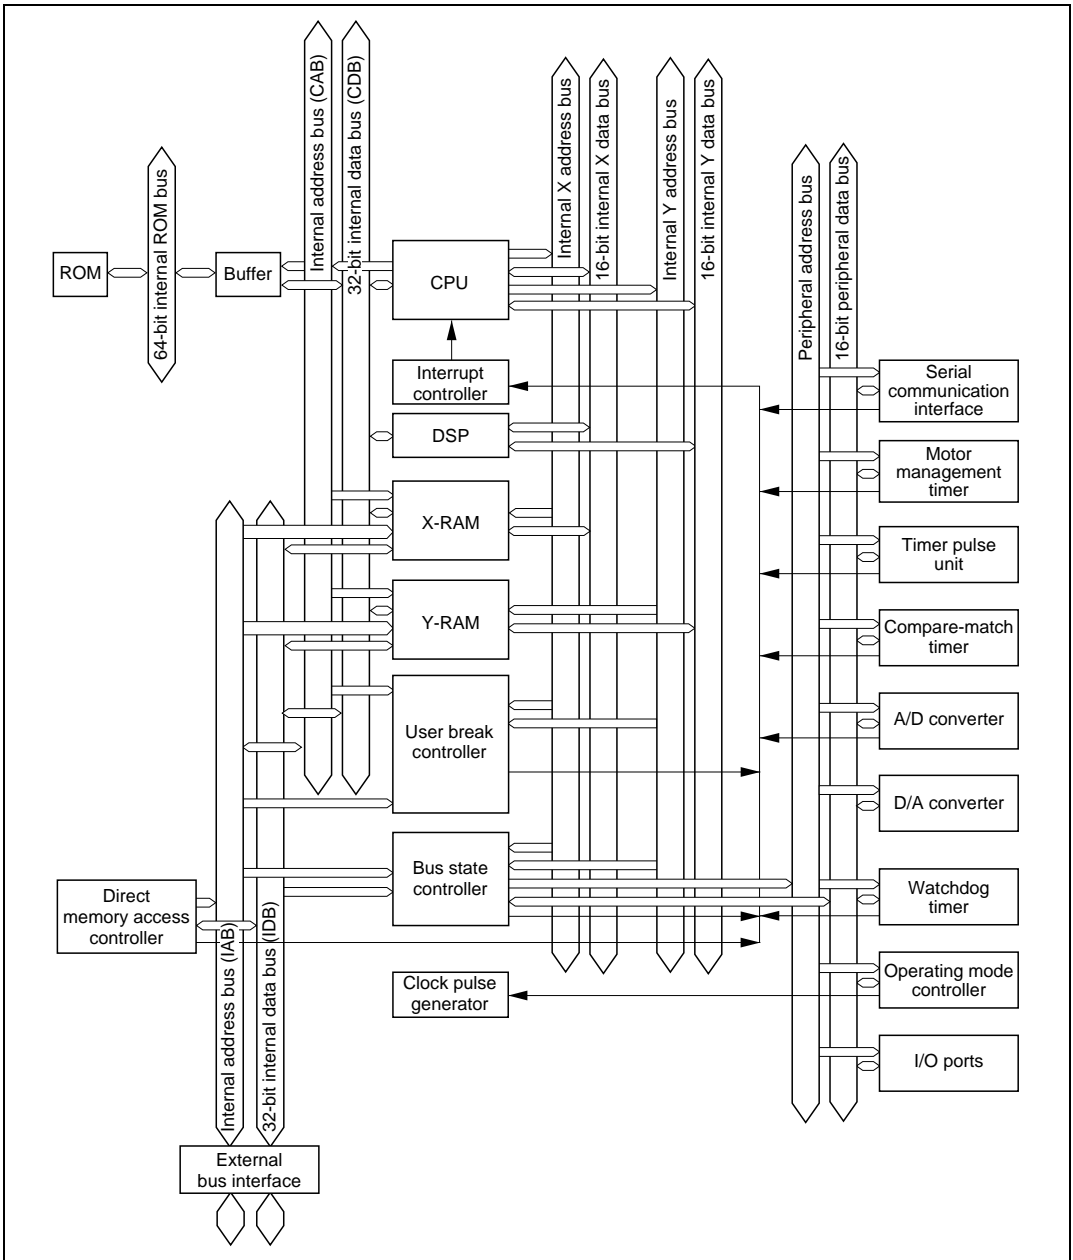 Internal address bus (CAB)
32-bit internal data bus (CDB)
Internal X address bus
16-bit internal X data bus
Internal Y address bus
16-bit internal Y data bus
64-bit internal ROM bus
Peripheral address bus
16-bit peripheral data bus
ROM
Buffer
CPU
Interrupt
controller
DSP
X-RAM
Y-RAM
User break
controller
Bus state
controller
Clock pulse
generator
Serial
communication
interface
Motor
management
timer
Timer pulse
unit
Compare-match
timer
A/D converter
D/A converter
Watchdog
timer
Operating mode
controller
I/O ports
Direct
memory access
controller
Internal address bus (IAB)
32-bit internal data bus (IDB)
External
bus interface